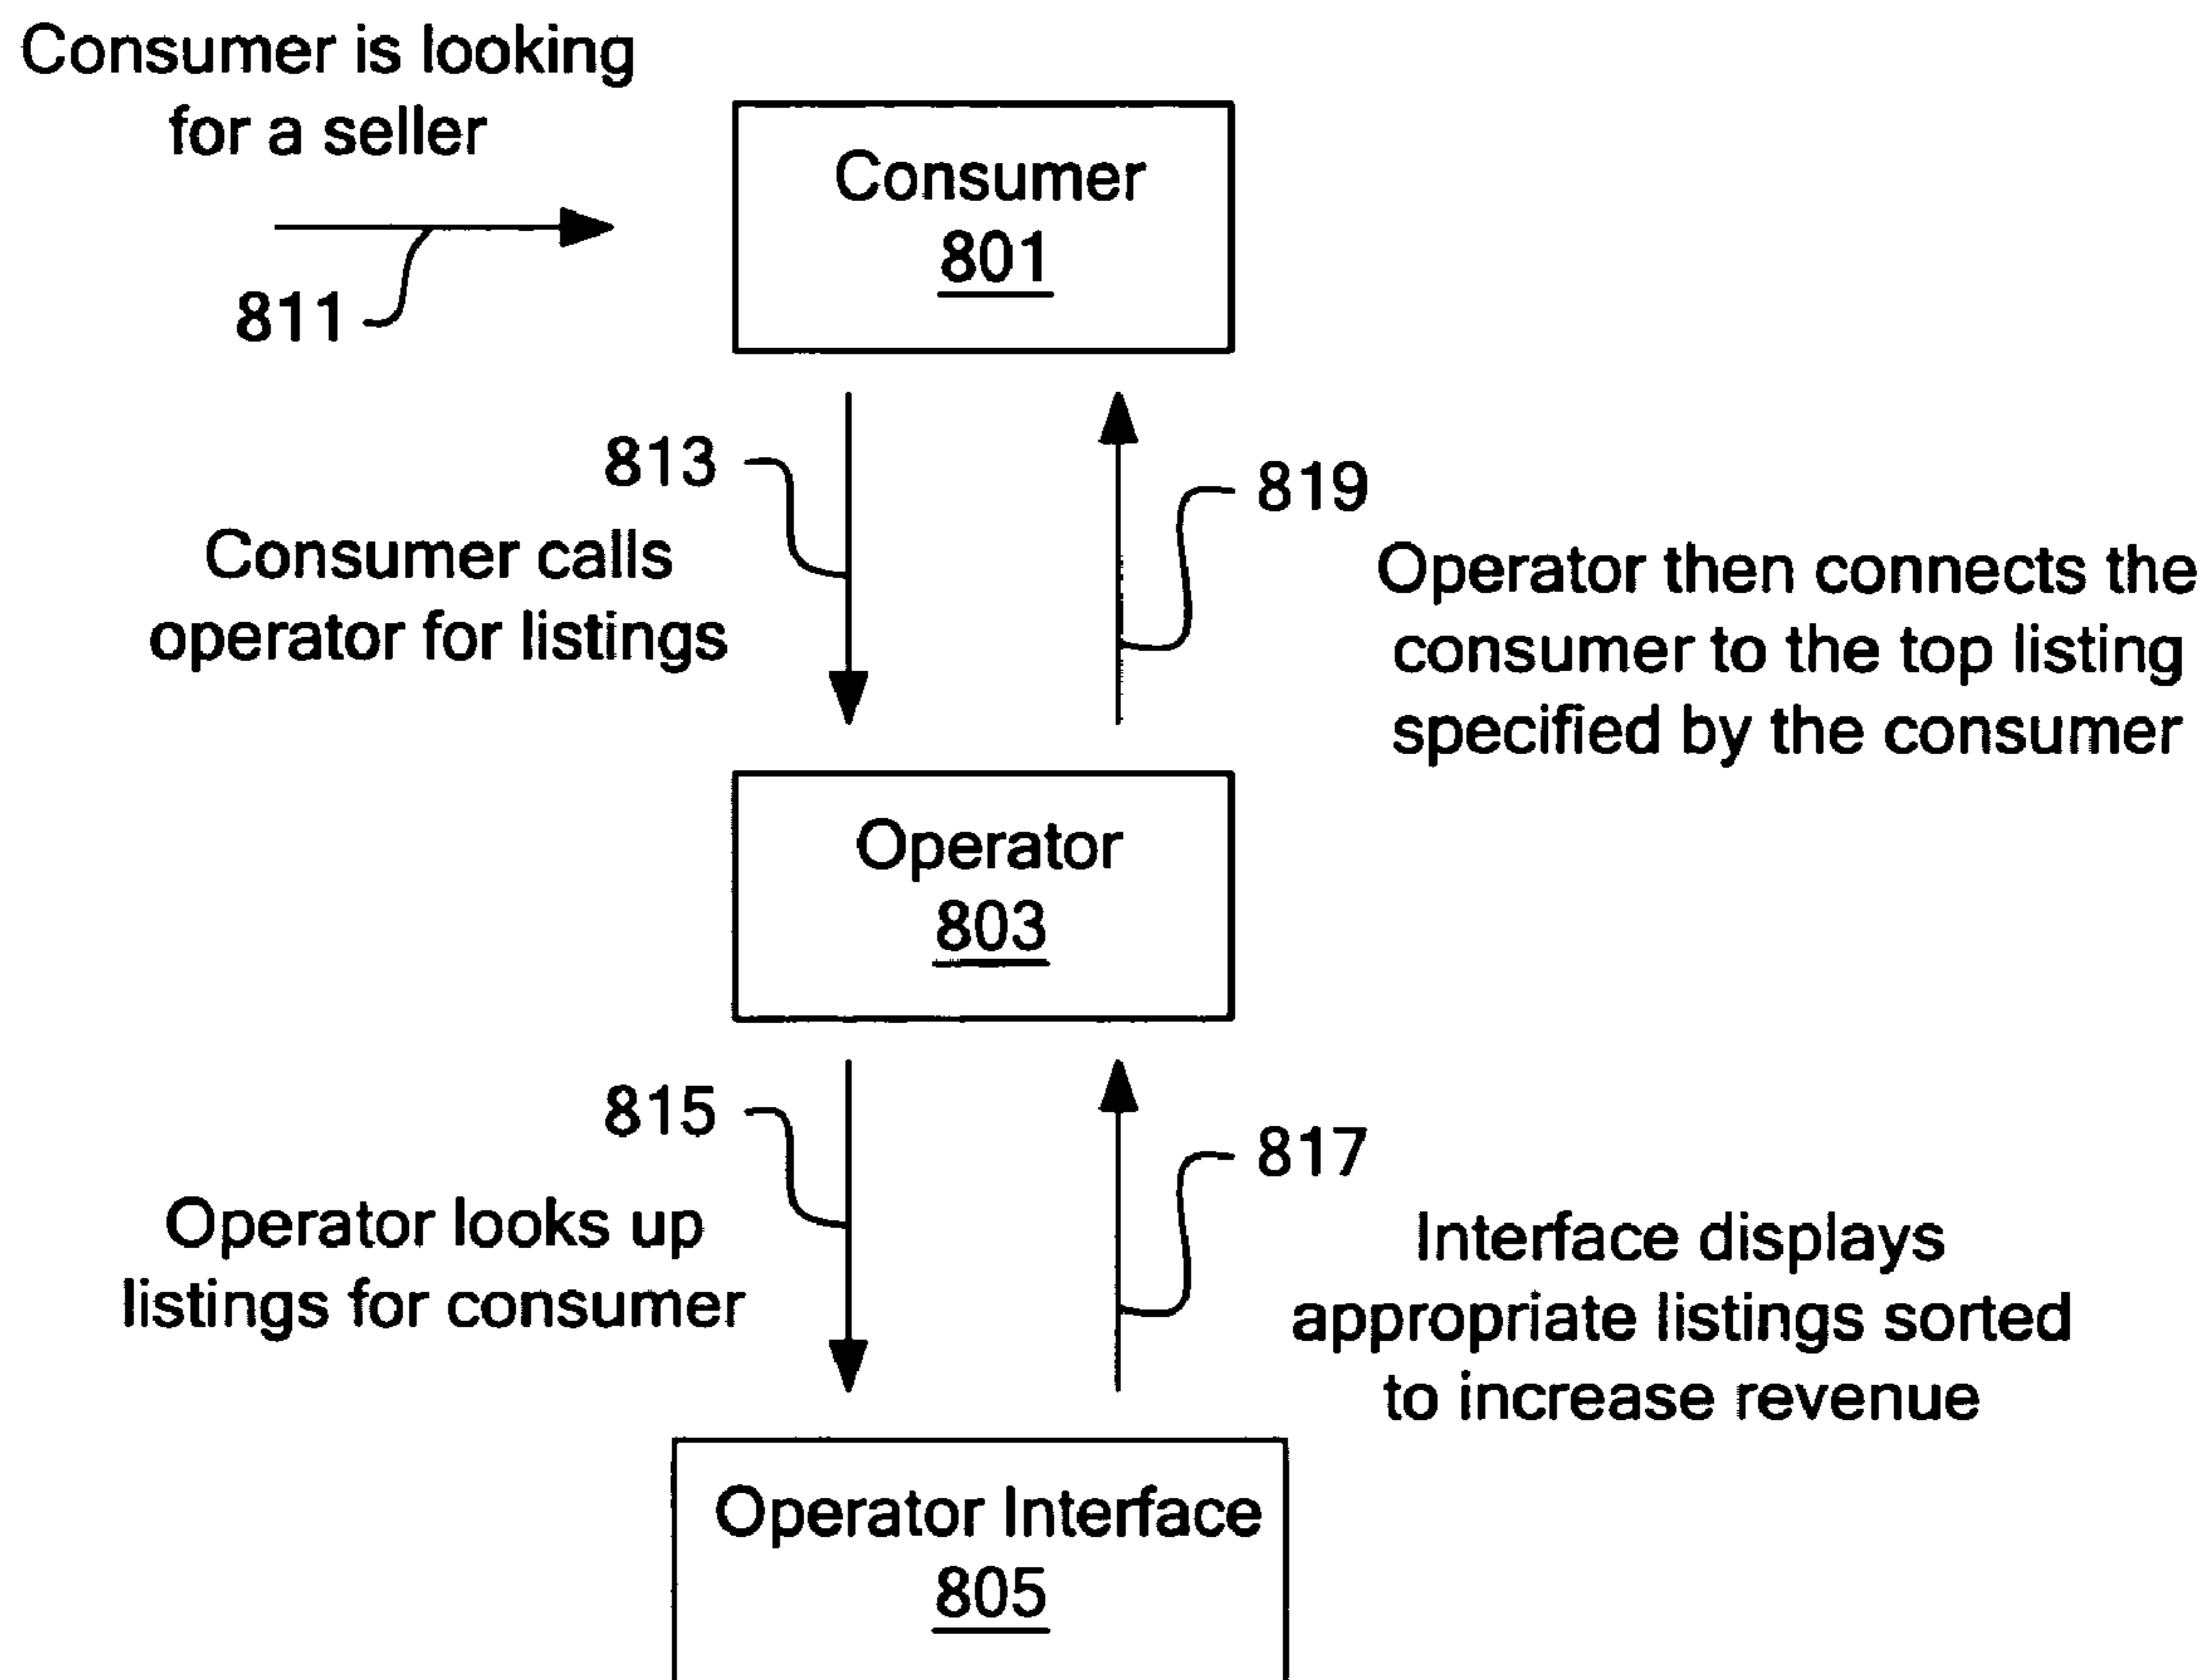 Consumer is looking
for a seller
811
Consumer
801
813
Consumer calls
operator for listings
819
Operator then connects the
consumer to the top listing
specified by the consumer
Operator
803
815
Operator looks up
listings for consumer
817
Interface displays
appropriate listings sorted
to increase revenue
Operator Interface
805